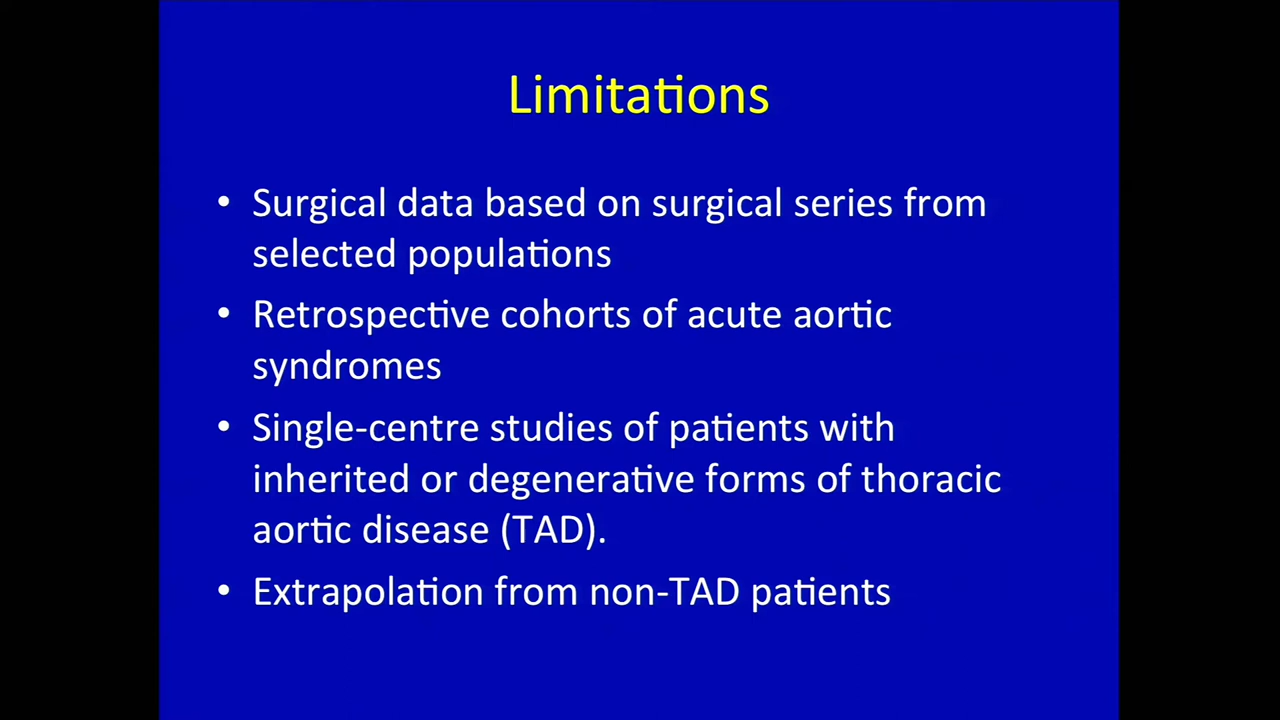 Limitations
• Surgical data based on surgical series from
selected populations
• Retrospective cohorts of acute aortic
syndromes
• Single-centre studies of patients with
inherited or degenerative forms of thoracic
aortic disease (TAD).
• Extrapolation from non-TAD patients